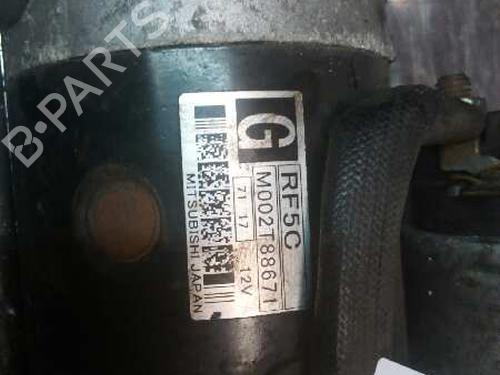 B-PARTS
G
RF5C
M002T88671
71 17
12V
MITSUBISHI, JAPAN